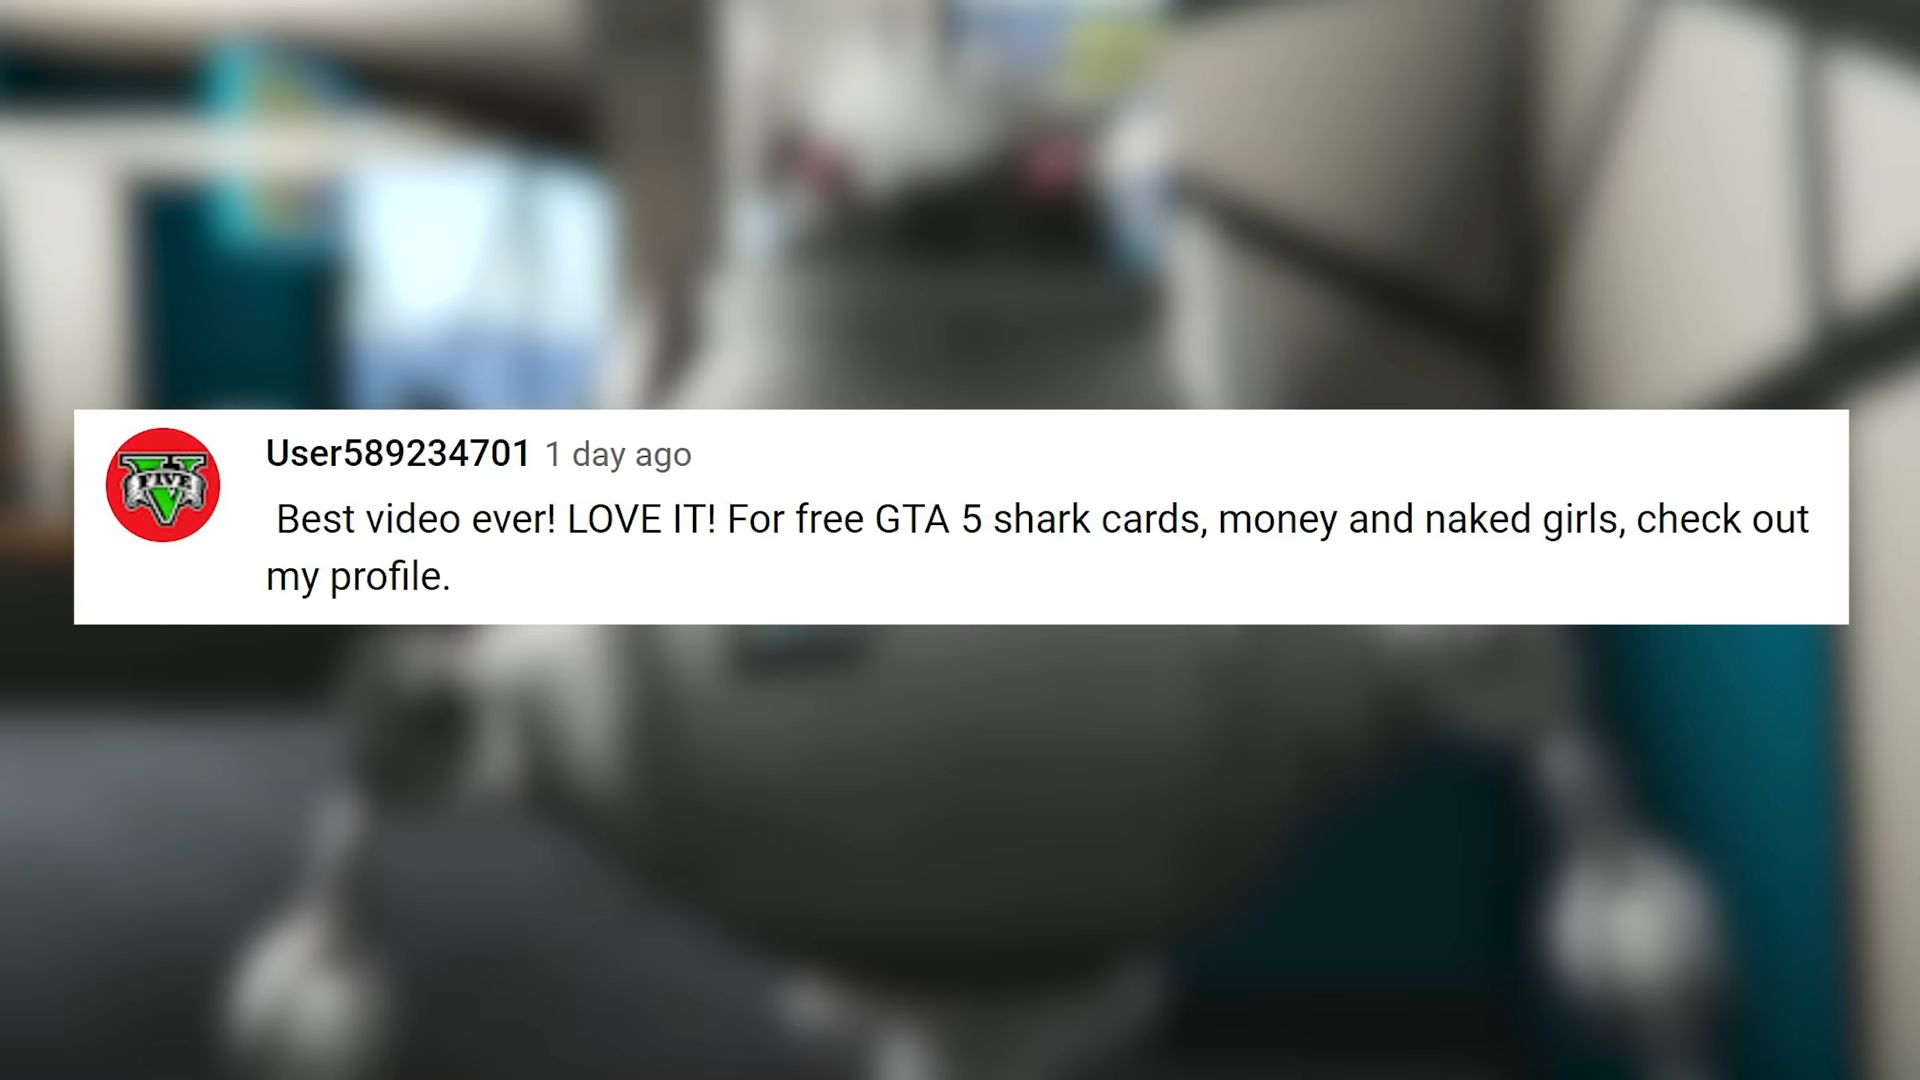 FIVE
User589234701 1 day ago
Best video ever! LOVE IT! For free GTA 5 shark cards, money and naked girls, check out
my profile.